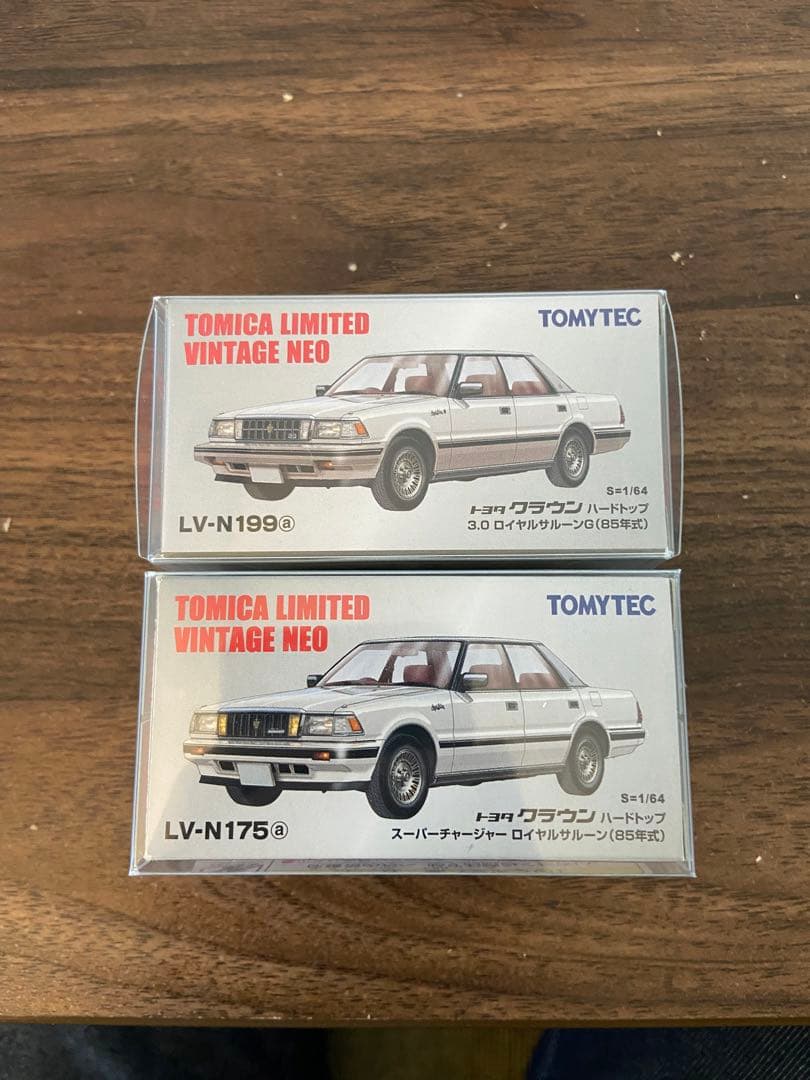 TOMICA LIMITED
VINTAGE NEO
TOMYTEC
S=1/64
LV-N199ⓐ
トヨタ クラウン ハードトップ
3.0 ロイヤルサルーンG(85年式)
TOMICA LIMITED
VINTAGE NEO
TOMYTEC
S=1/64
LV-N175ⓐ
トヨタ クラウン ハードトップ
スーパーチャージャー ロイヤルサルーン(85年式)